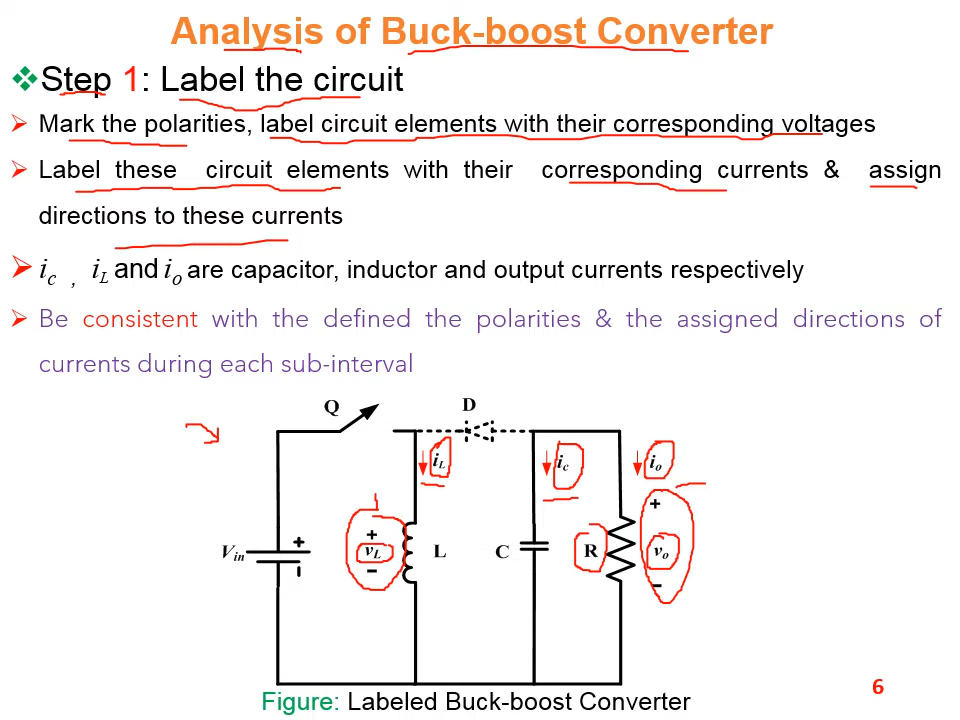 Analysis of Buck-boost Converter
Step 1: Label the circuit
Mark the polarities, label circuit elements with their corresponding voltages
Label these circuit elements with their corresponding currents & assign
directions to these currents
ic , iL and io are capacitor, inductor and output currents respectively
Be consistent with the defined the polarities & the assigned directions of
currents during each sub-interval
Q D
iL ic io
+
+ +
Vin vL L C R vo
- -
Figure: Labeled Buck-boost Converter
6